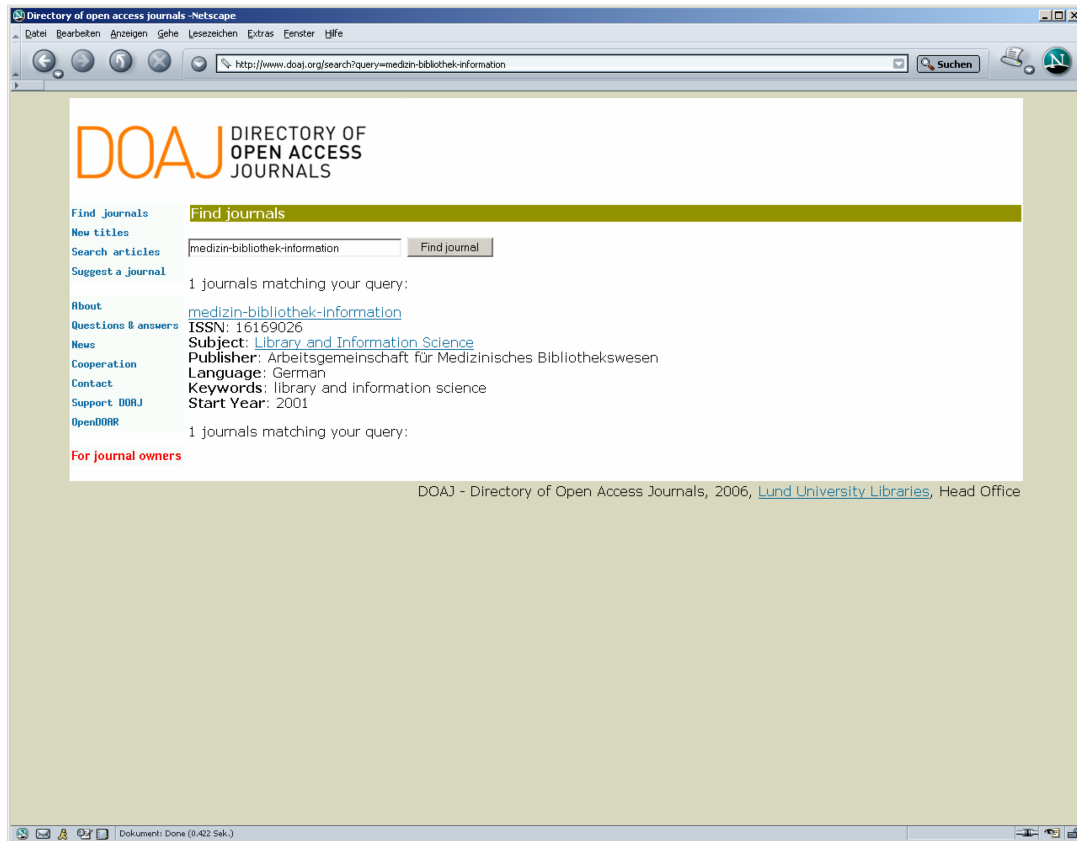 Directory of open access journals -Netscape
Datei Bearbeiten Anzeigen Gehe Lesezeichen Extras Fenster Hilfe
http://www.doaj.org/search?query=medizin-bibliothek-information
Suchen
N
DOAJ
DIRECTORY OF
OPEN ACCESS
JOURNALS
Find journals
New titles
Search articles
Suggest a journal
About
Questions & answers
News
Cooperation
Contact
Support DOAJ
OpenDOAR
For journal owners
Find journals
medizin-bibliothek-information Find journal
1 journals matching your query:
medizin-bibliothek-information
ISSN: 16169026
Subject: Library and Information Science
Publisher: Arbeitsgemeinschaft für Medizinisches Bibliothekswesen
Language: German
Keywords: library and information science
Start Year: 2001
1 journals matching your query:
DOAJ - Directory of Open Access Journals, 2006, Lund University Libraries, Head Office
Dokument: Done (0.422 Sek.)